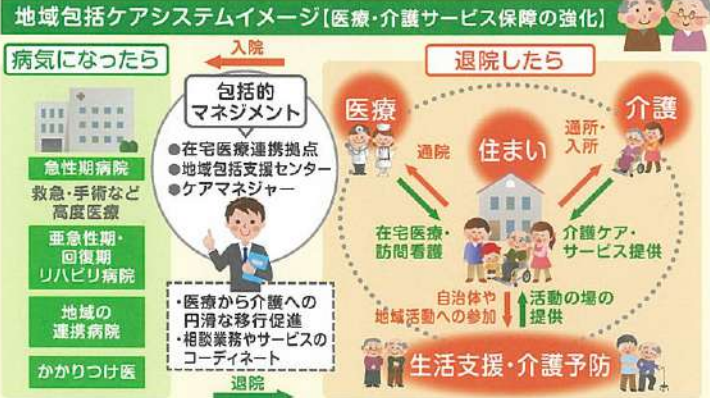 地域包括ケアシステムイメージ【医療・介護サービス保障の強化】
病気になったら
急性期病院
救急・手術など
高度医療
亜急性期・
回復期
リハビリ病院
地域の
連携病院
かかりつけ医
入院
包括的
マネジメント
●在宅医療連携拠点
●地域包括支援センター
●ケアマネジャー
・医療から介護への
円滑な移行促進
・相談業務やサービスの
コーディネート
退院
退院したら
医療
介護
住まい
通院
通所・
入所
在宅医療・
訪問看護
介護ケア・
サービス提供
自治体や
地域活動への参加
活動の場の
提供
生活支援・介護予防